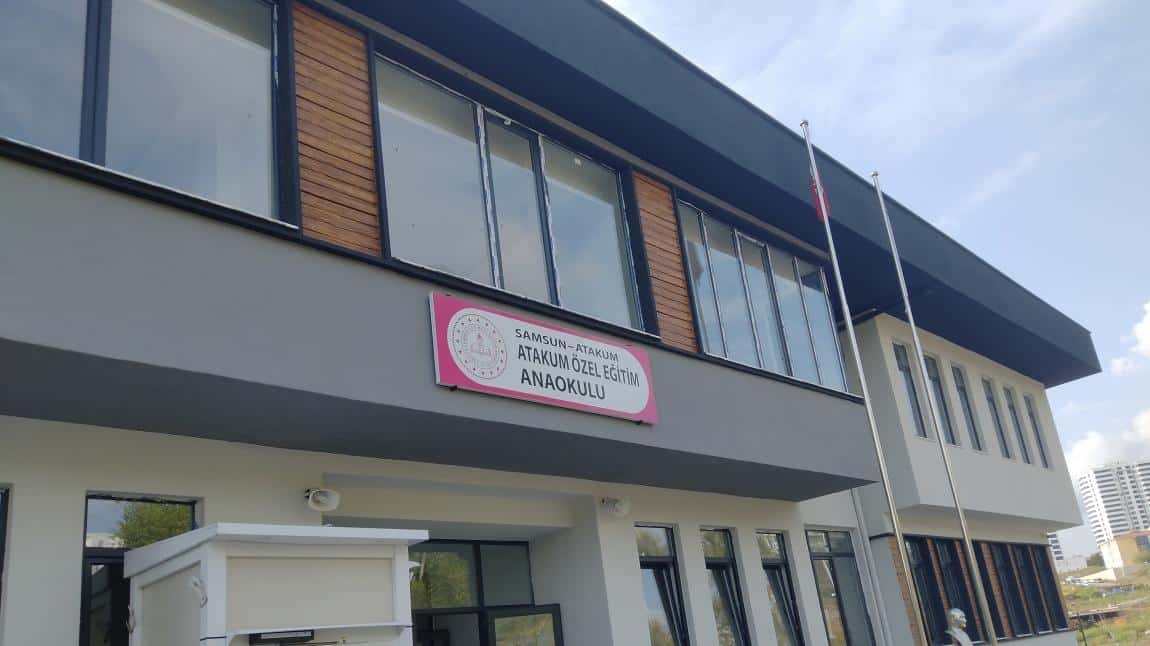 SAMSUN-ATAKUM
ATAKUM ÖZEL EĞİTİM
ANAOKULU